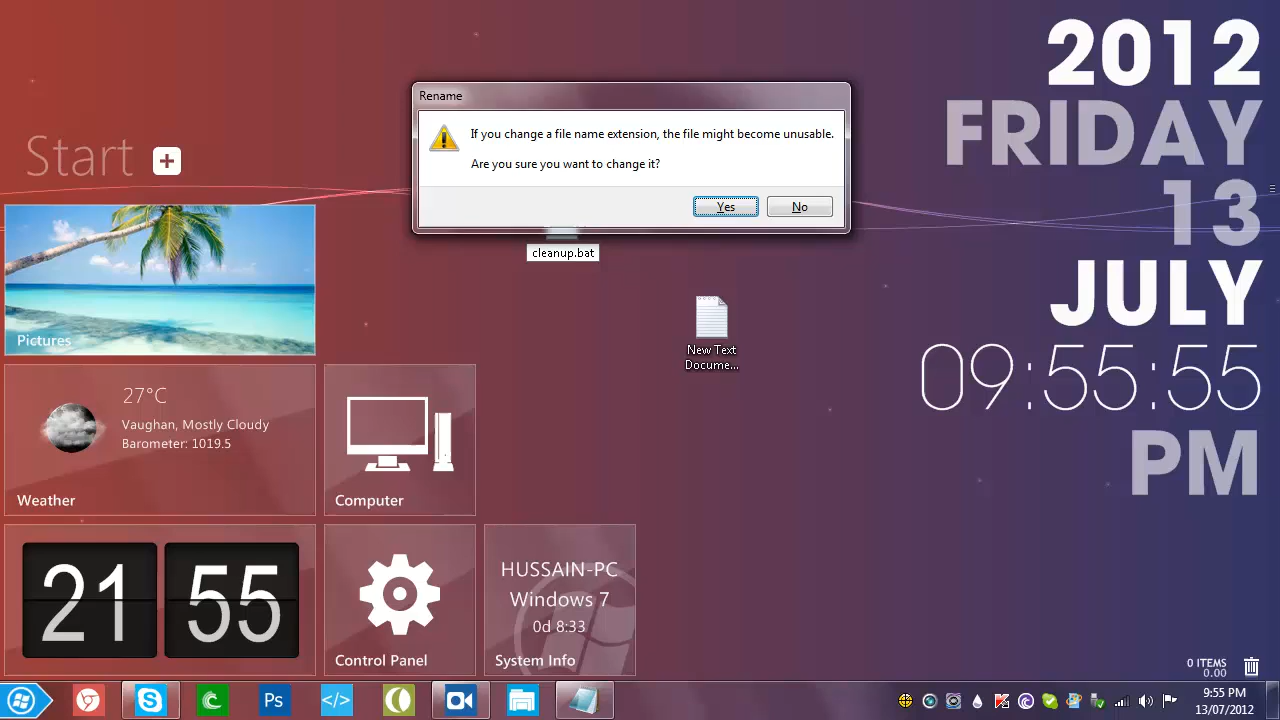 Rename
If you change a file name extension, the file might become unusable.
Are you sure you want to change it?
Yes
No
cleanup.bat
New Text
Docume...
Start
Pictures
27°C
Vaughan, Mostly Cloudy
Barometer: 1019.5
Weather
Computer
21 55
Control Panel
HUSSAIN-PC
Windows 7
0d 8:33
System Info
2012
FRIDAY
13
JULY
09:55:55
PM
0 ITEMS
0.00
Ps
</>
9:55 PM
13/07/2012